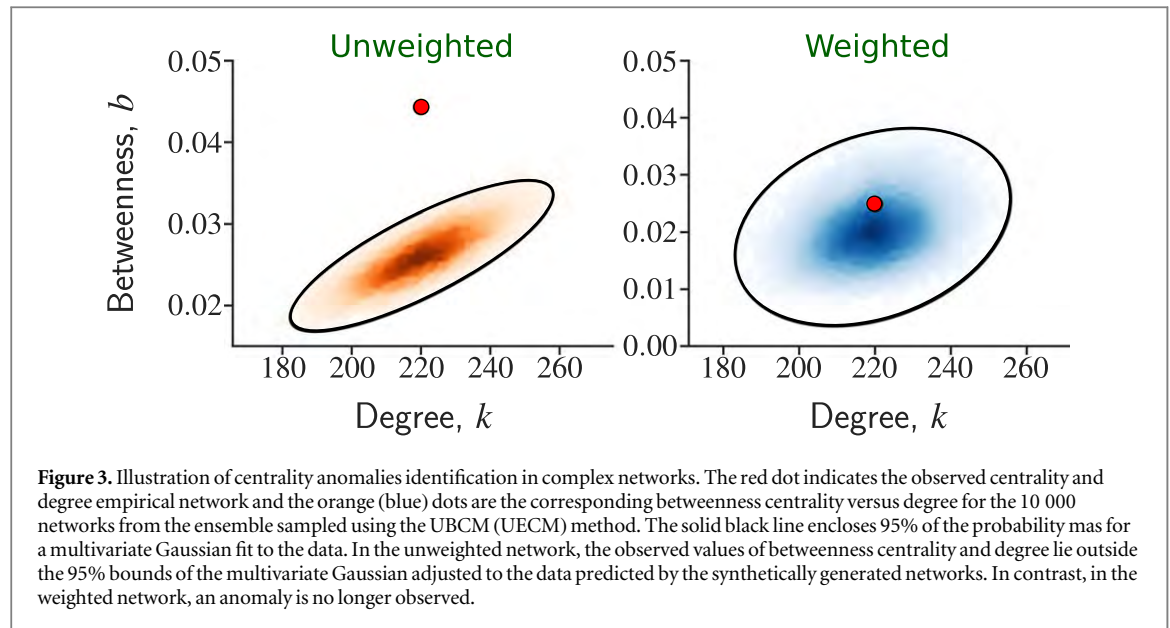 Unweighted
Weighted
Betweenness, b
0.05
0.04
0.03
0.02
180 200 220 240 260
Degree, k
0.05
0.04
0.03
0.02
0.01
0.00
180 200 220 240 260
Degree, k
Figure 3. Illustration of centrality anomalies identification in complex networks. The red dot indicates the observed centrality and
degree empirical network and the orange (blue) dots are the corresponding betweenness centrality versus degree for the 10 000
networks from the ensemble sampled using the UBCM (UECM) method. The solid black line encloses 95% of the probability mas for
a multivariate Gaussian fit to the data. In the unweighted network, the observed values of betweenness centrality and degree lie outside
the 95% bounds of the multivariate Gaussian adjusted to the data predicted by the synthetically generated networks. In contrast, in the
weighted network, an anomaly is no longer observed.